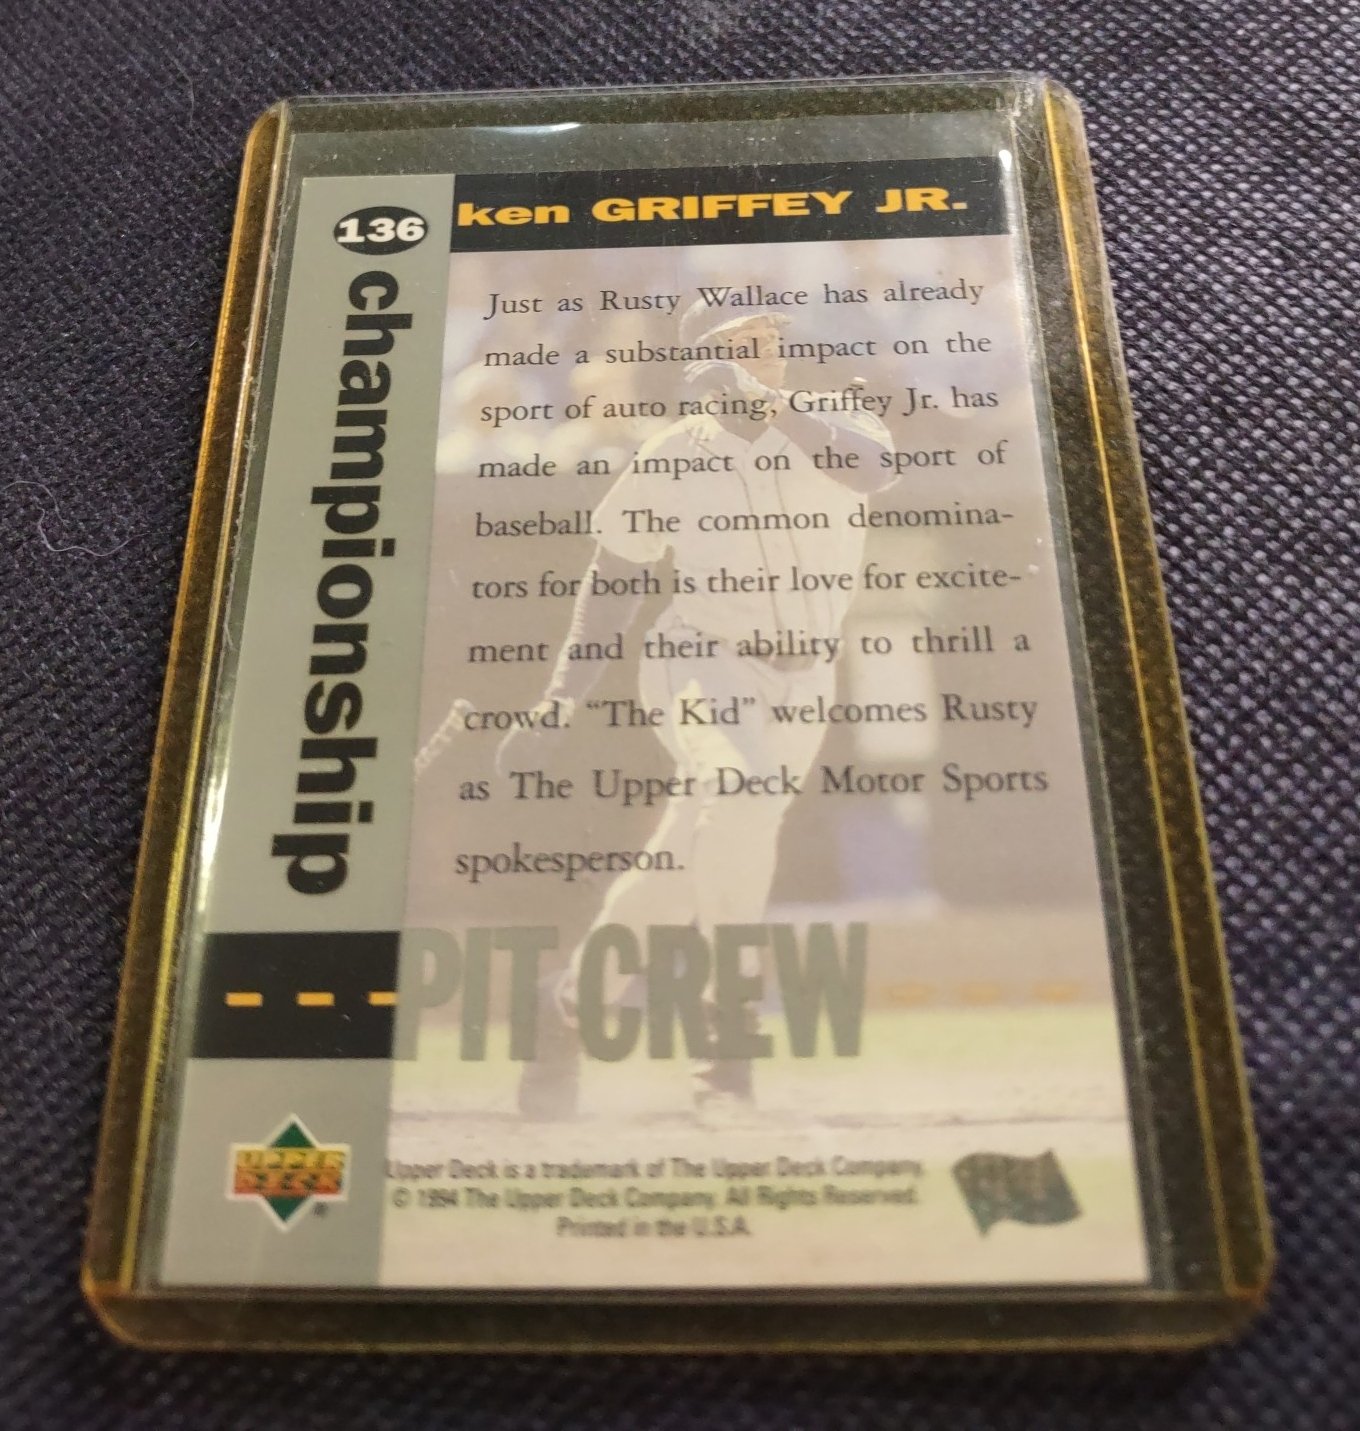 136
ken GRIFFEY JR.
championship
Just as Rusty Wallace has already
made a substantial impact on the
sport of auto racing, Griffey Jr. has
made an impact on the sport of
baseball. The common denomina-
tors for both is their love for excite-
ment and their ability to thrill a
crowd. “The Kid” welcomes Rusty
as The Upper Deck Motor Sports
spokesperson.
PIT CREW
UPPER
DECK
®
Upper Deck is a trademark of The Upper Deck Company.
© 1994 The Upper Deck Company. All Rights Reserved.
Printed in the U.S.A.